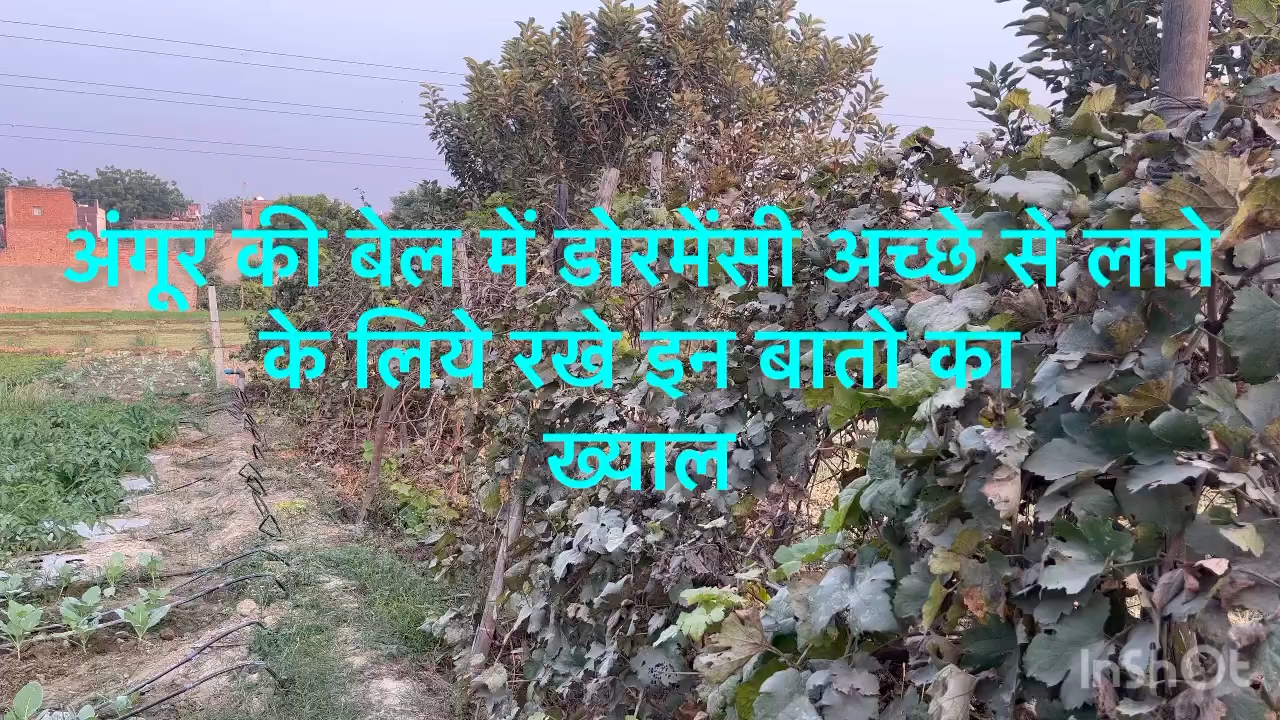 अंगूर की बेल में डोरमेंसी अच्छे से लाने
के लिये रखे इन बातो का
ख्याल
InShOt